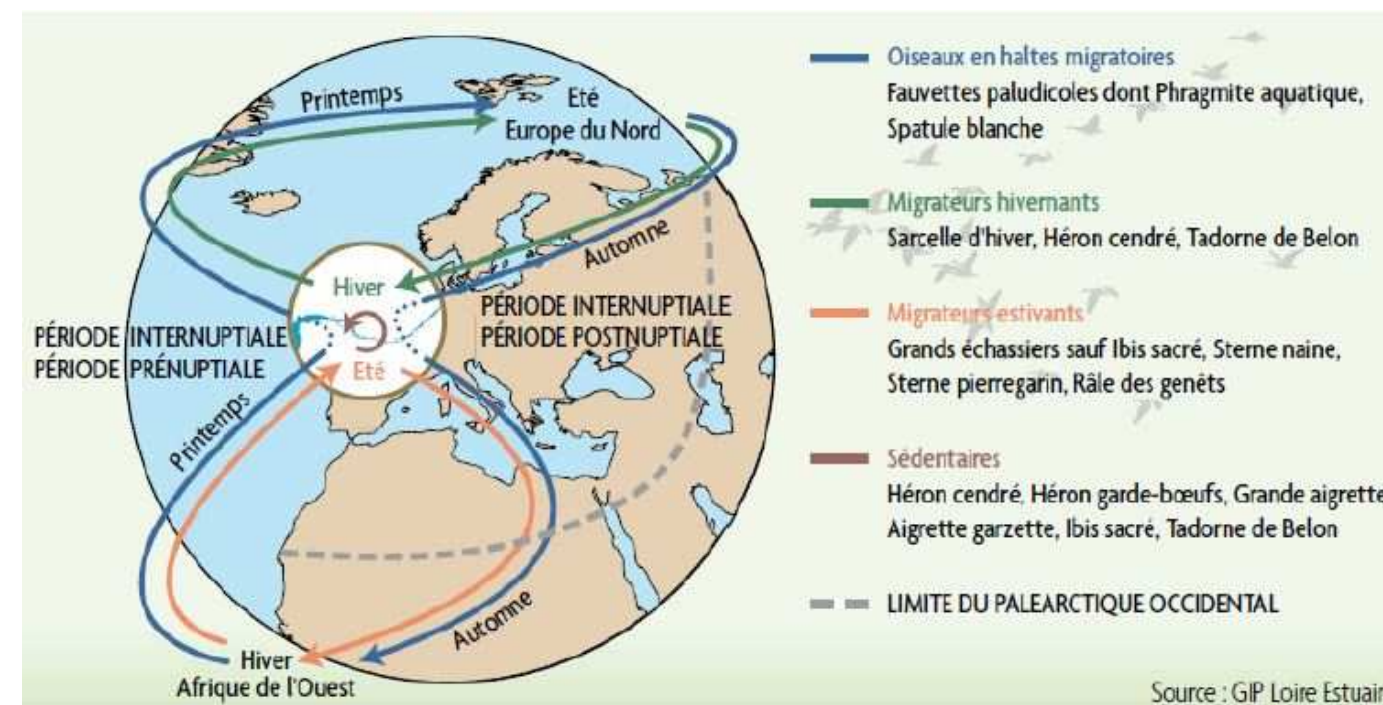 Printemps
Eté
Europe du Nord
Automne
Hiver
PÉRIODE INTERNUPTIALE
PÉRIODE PRÉNUPTIALE
PÉRIODE INTERNUPTIALE
PÉRIODE POSTNUPTIALE
Eté
Printemps
Automne
Hiver
Afrique de l'Ouest
Oiseaux en haltes migratoires
Fauvettes paludicoles dont Phragmite aquatique,
Spatule blanche
Migrateurs hivernants
Sarcelle d'hiver, Héron cendré, Tadorne de Belon
Migrateurs estivants
Grands échassiers sauf Ibis sacré, Sterne naine,
Sterne pierregarin, Râle des genêts
Sédentaires
Héron cendré, Héron garde-bœufs, Grande aigrette
Aigrette garzette, Ibis sacré, Tadorne de Belon
LIMITE DU PALEARCTIQUE OCCIDENTAL
Source : GIP Loire Estuair